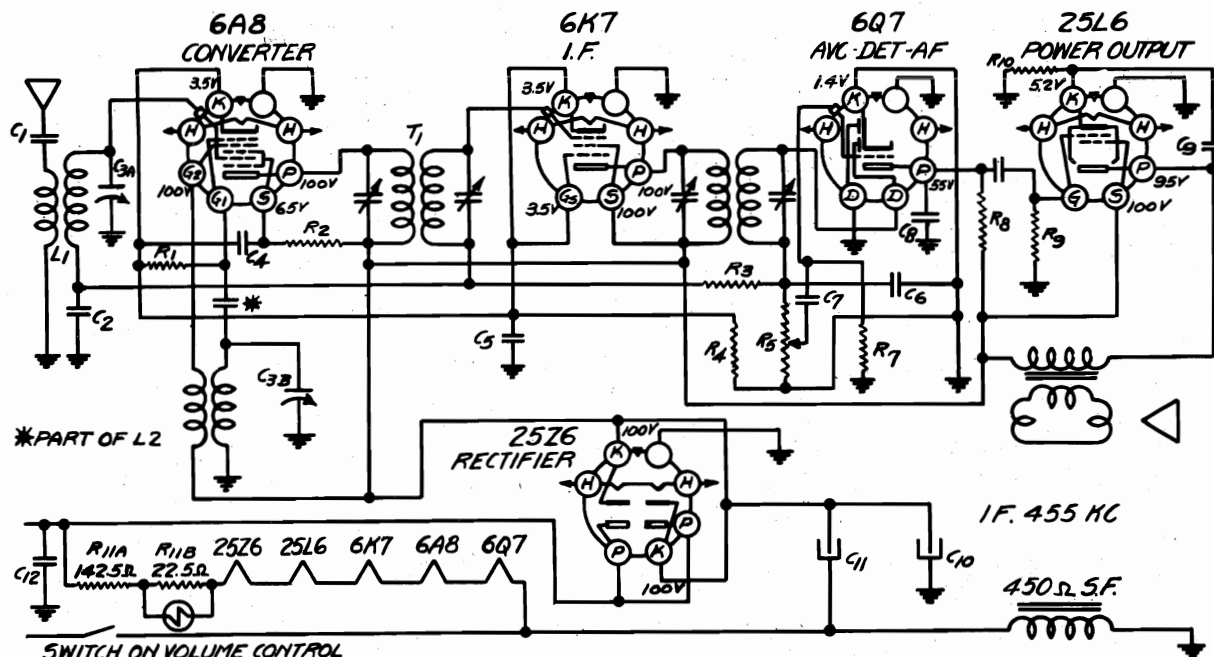 6A8
CONVERTER
6K7
I.F.
6Q7
AVC-DET-AF
25L6
POWER OUTPUT
C1
L1
C3A
K
3.5V
H
H
G2
100V
G1
S
65V
P
100V
R1
C4
R2
C2
*
C3B
*PART OF L2
T1
K
3.5V
H
H
GS
3.5V
S
100V
P
100V
C5
R3
R4
R5
C7
C6
R7
K
1.4V
H
H
D
D
P
55V
C8
R8
R9
R10
K
5.2V
H
H
G
S
100V
P
95V
C9
25Z6
RECTIFIER
K
100V
H
H
P
P
K
100V
C11
C10
I.F. 455 KC
450Ω S.F.
C12
R11A
142.5Ω
R11B
22.5Ω
25Z6
25L6
6K7
6A8
6Q7
SWITCH ON VOLUME CONTROL